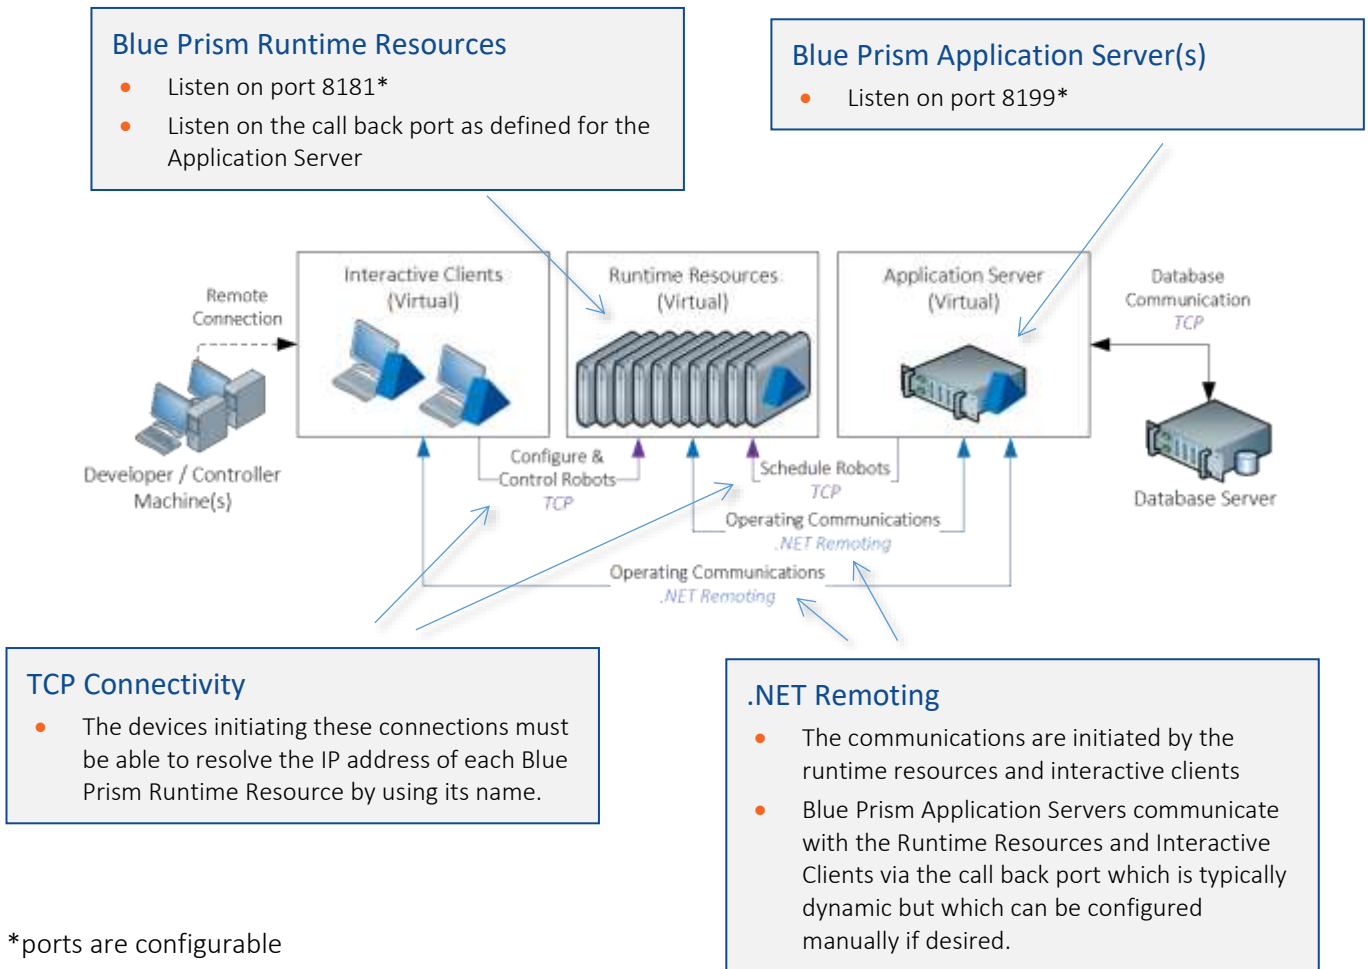 Blue Prism Runtime Resources
• Listen on port 8181*
• Listen on the call back port as defined for the
Application Server
Blue Prism Application Server(s)
• Listen on port 8199*
Interactive Clients
(Virtual)
Runtime Resources
(Virtual)
Application Server
(Virtual)
Remote
Connection
Database
Communication
TCP
Developer / Controller
Machine(s)
Configure &
Control Robots
TCP
Schedule Robots
TCP
Database Server
Operating Communications
.NET Remoting
Operating Communications
.NET Remoting
TCP Connectivity
• The devices initiating these connections must
be able to resolve the IP address of each Blue
Prism Runtime Resource by using its name.
.NET Remoting
• The communications are initiated by the
runtime resources and interactive clients
• Blue Prism Application Servers communicate
with the Runtime Resources and Interactive
Clients via the call back port which is typically
dynamic but which can be configured
manually if desired.
*ports are configurable